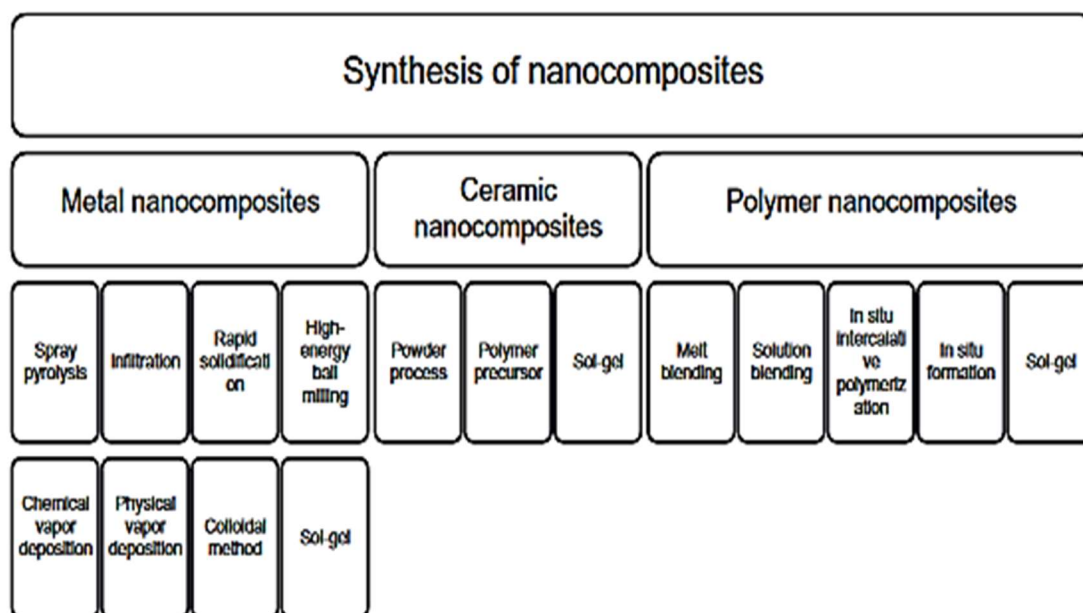 Synthesis of nanocomposites
Metal nanocomposites
Ceramic
nanocomposites
Polymer nanocomposites
Spray
pyrolysis
Infiltration
Rapid
solidificati
on
High-
energy
ball
milling
Powder
process
Polymer
precursor
Sol-gel
Melt
blending
Solution
blending
In situ
intercalati
ve
polymeriz
ation
In situ
formation
Sol-gel
Chemical
vapor
deposition
Physical
vapor
deposition
Colloidal
method
Sol-gel